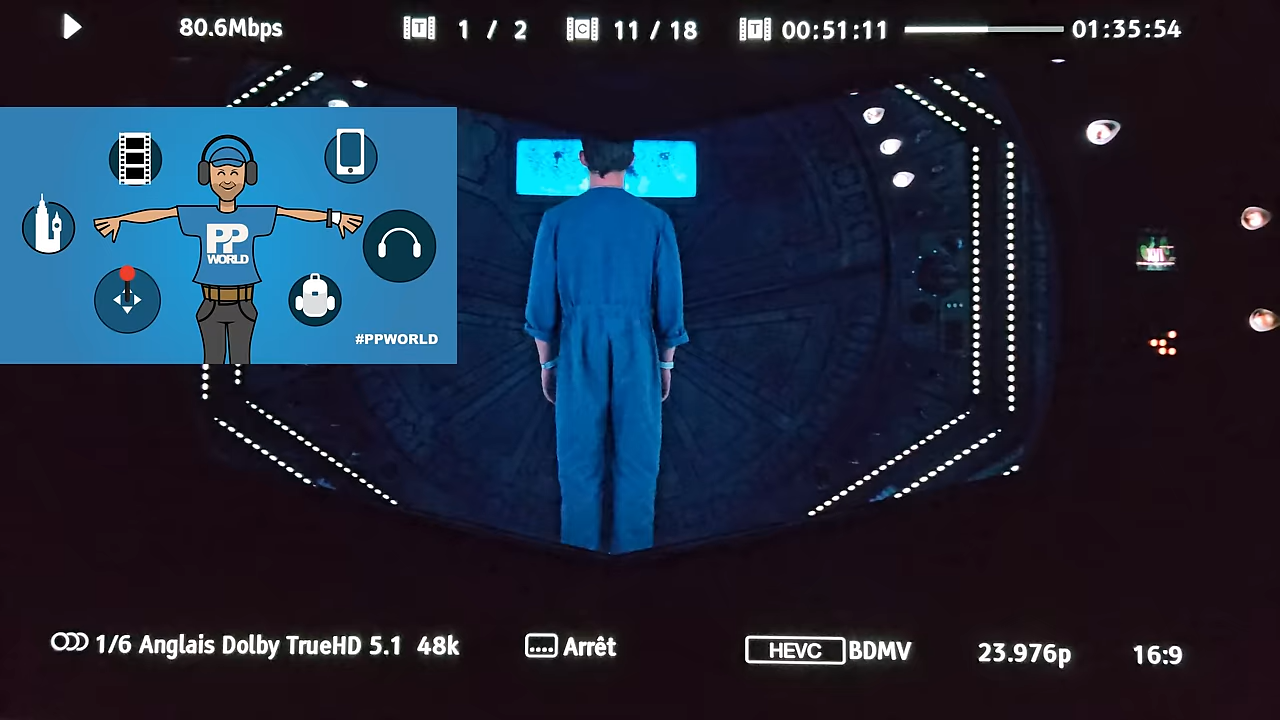 80.6Mbps T 1 / 2 C 11 / 18 T 00:51:11 01:35:54
PP
WORLD
#PPWORLD
1/6 Anglais Dolby TrueHD 5.1 48k Arrêt HEVC BDMV 23.976p 16:9